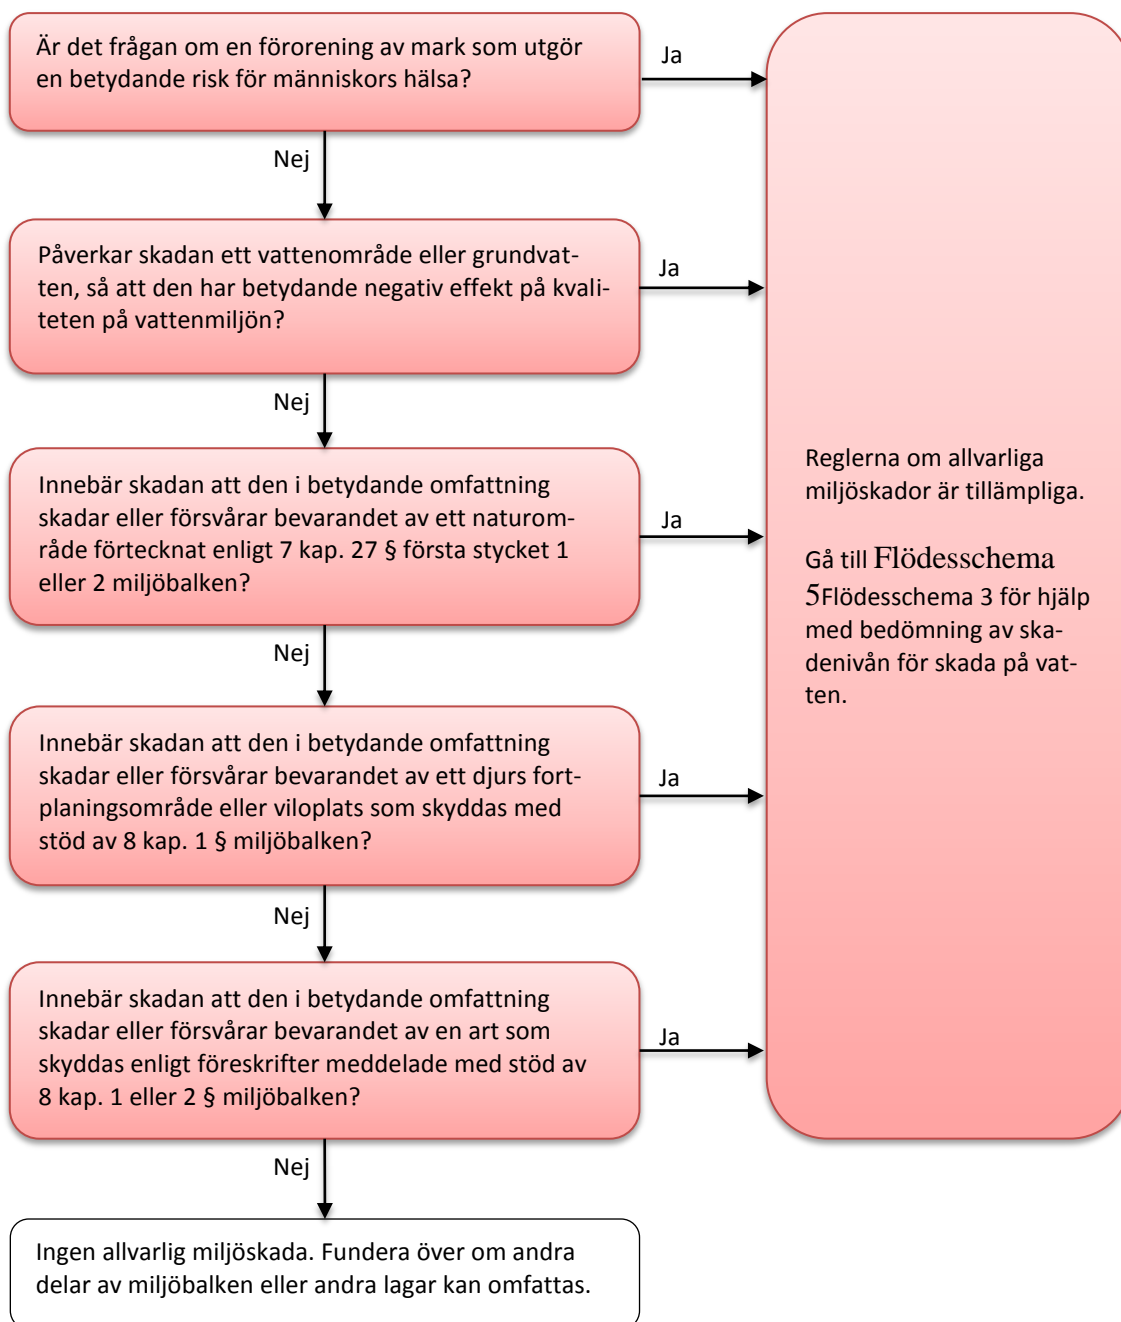 Är det frågan om en förorening av mark som utgör
en betydande risk för människors hälsa?
Ja
Nej
Påverkar skadan ett vattenområde eller grundvat-
ten, så att den har betydande negativ effekt på kvali-
teten på vattenmiljön?
Ja
Nej
Innebär skadan att den i betydande omfattning
skadar eller försvårar bevarandet av ett naturom-
råde förtecknat enligt 7 kap. 27 § första stycket 1
eller 2 miljöbalken?
Ja
Nej
Innebär skadan att den i betydande omfattning
skadar eller försvårar bevarandet av ett djurs fort-
planingsområde eller viloplats som skyddas med
stöd av 8 kap. 1 § miljöbalken?
Ja
Nej
Innebär skadan att den i betydande omfattning
skadar eller försvårar bevarandet av en art som
skyddas enligt föreskrifter meddelade med stöd av
8 kap. 1 eller 2 § miljöbalken?
Ja
Nej
Ingen allvarlig miljöskada. Fundera över om andra
delar av miljöbalken eller andra lagar kan omfattas.
Reglerna om allvarliga
miljöskador är tillämpliga.
Gå till Flödesschema
5Flödesschema 3 för hjälp
med bedömning av ska-
denivån för skada på vat-
ten.